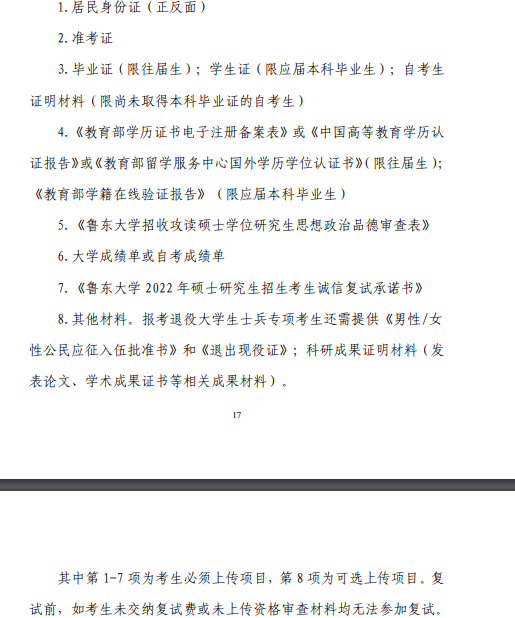 1.居民身份证（正反面）
2.准考证
3.毕业证（限往届生）；学生证（限应届本科毕业生）；自考生
证明材料（限尚未取得本科毕业证的自考生）
4.《教育部学历证书电子注册备案表》或《中国高等教育学历认
证报告》或《教育部留学服务中心国外学历学位认证书》（限往届生）；
《教育部学籍在线验证报告》（限应届本科毕业生）
5.《鲁东大学招收攻读硕士学位研究生思想政治品德审查表》
6.大学成绩单或自考成绩单
7.《鲁东大学 2022 年硕士研究生招生考生诚信复试承诺书》
8.其他材料。报考退役大学生士兵专项考生还需提供《男性/女
性公民应征入伍批准书》和《退出现役证》；科研成果证明材料（发
表论文、学术成果证书等相关成果材料）。
17
其中第 1-7 项为考生必须上传项目，第 8 项为可选上传项目。复
试前，如考生未交纳复试费或未上传资格审查材料均无法参加复试。